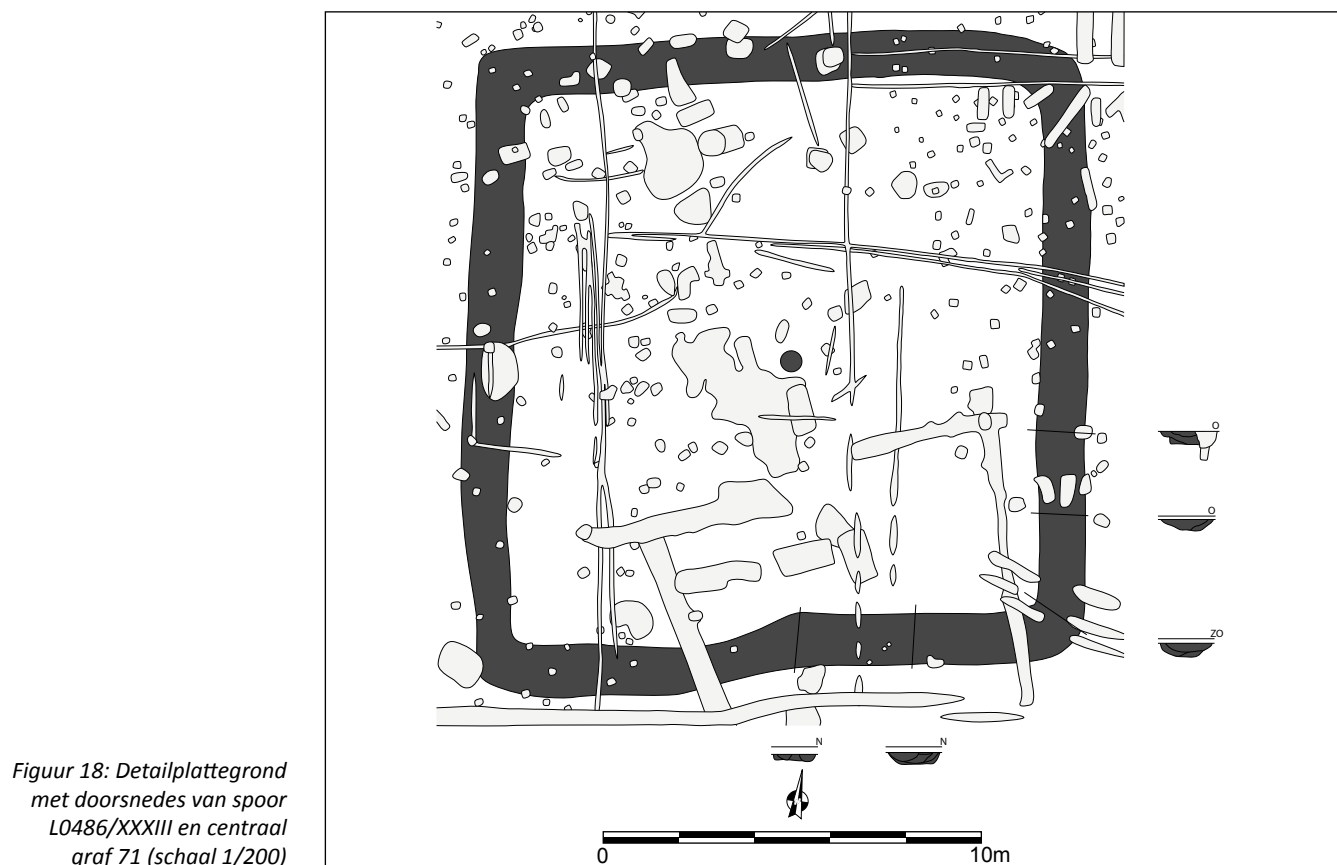 O
O
ZO
N
N
0
10m
Figuur 18: Detailplattegrond
met doorsnedes van spoor
L0486/XXXIII en centraal
graf 71 (schaal 1/200)